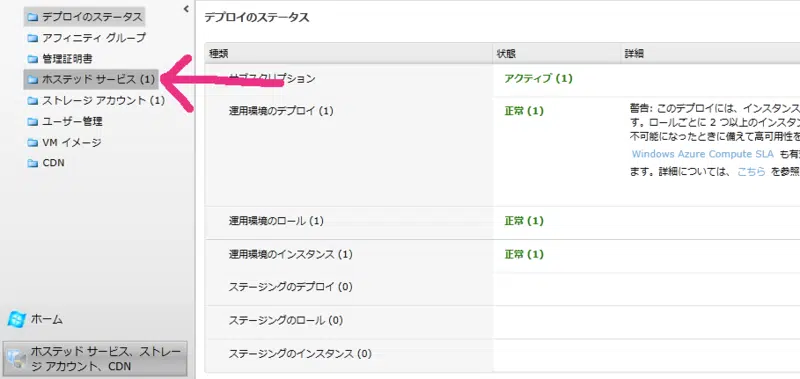 デプロイのステータス
アフィニティ グループ
管理証明書
ホステッド サービス (1)
ストレージ アカウント (1)
ユーザー管理
VM イメージ
CDN
ホーム
ホステッド サービス、ストレー
ジ アカウント、CDN
デプロイのステータス
種類 状態 詳細
サブスクリプション アクティブ (1)
運用環境のデプロイ (1) 正常 (1) 警告: このデプロイには、インスタンス
す。ロールごとに 2 つ以上のインスタン
不可能になったときに備えて高可用性を
Windows Azure Compute SLA も有
ます。詳細については、こちら を参照
運用環境のロール (1) 正常 (1)
運用環境のインスタンス (1) 正常 (1)
ステージングのデプロイ (0)
ステージングのロール (0)
ステージングのインスタンス (0)